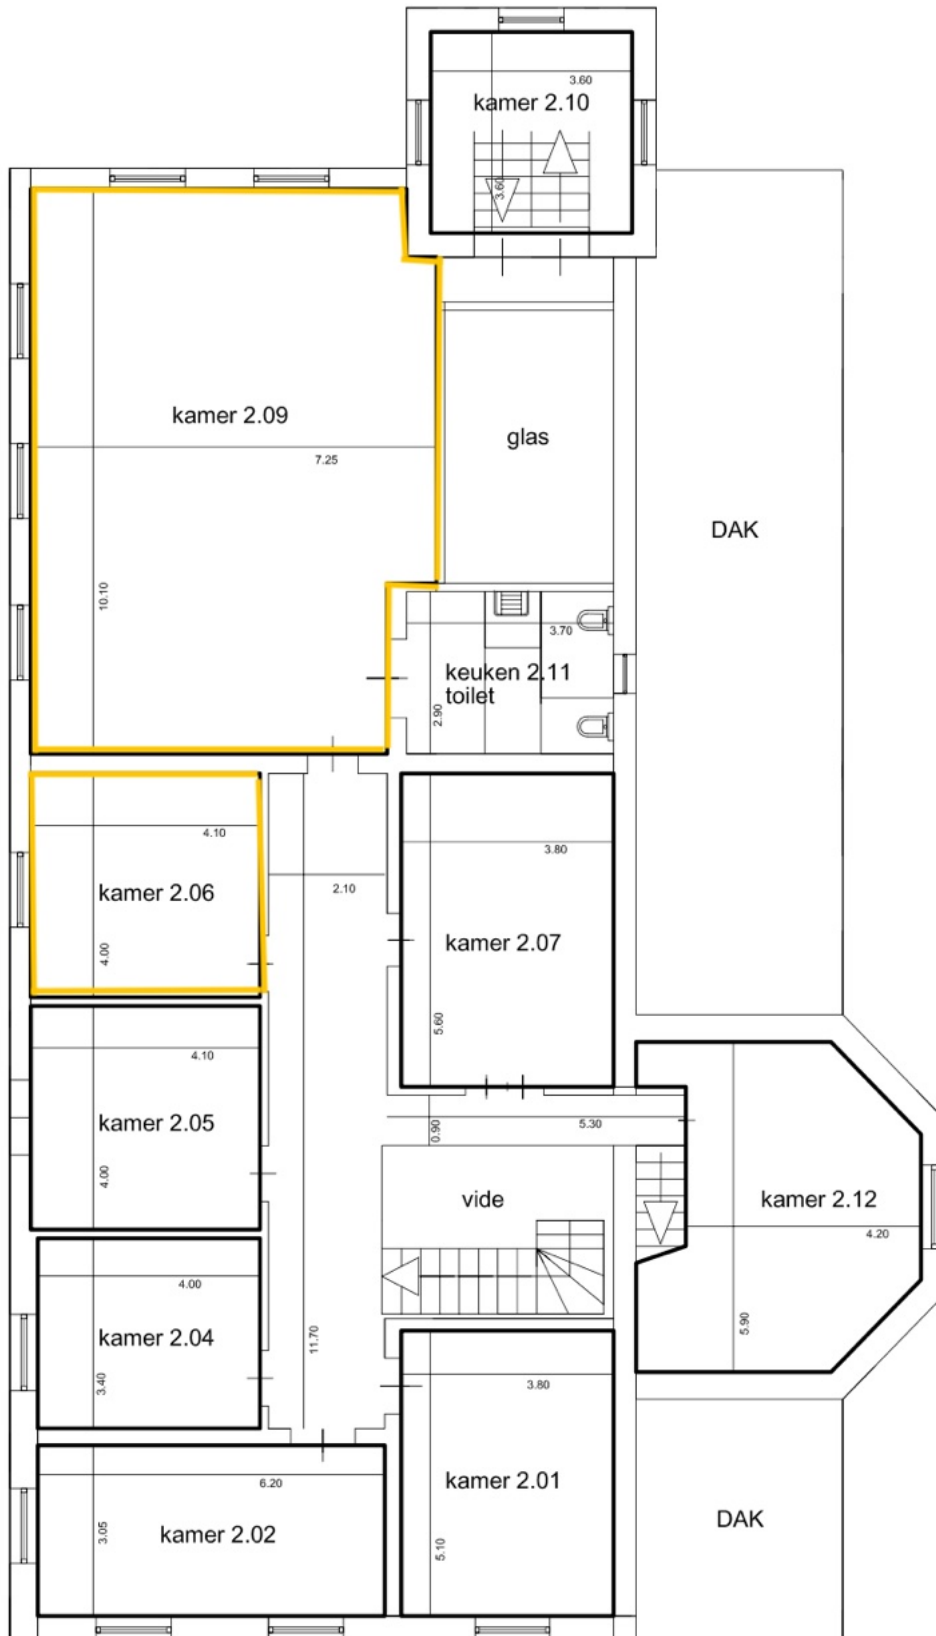 3.60
kamer 2.10
3.60
kamer 2.09
7.25
glas
DAK
10.10
3.70
keuken 2.11
toilet
2.90
4.10
3.80
2.10
kamer 2.06
kamer 2.07
4.00
5.60
4.10
kamer 2.05
0.90
5.30
4.00
vide
kamer 2.12
4.20
4.00
kamer 2.04
11.70
5.90
3.40
3.80
6.20
kamer 2.01
kamer 2.02
3.05
5.10
DAK